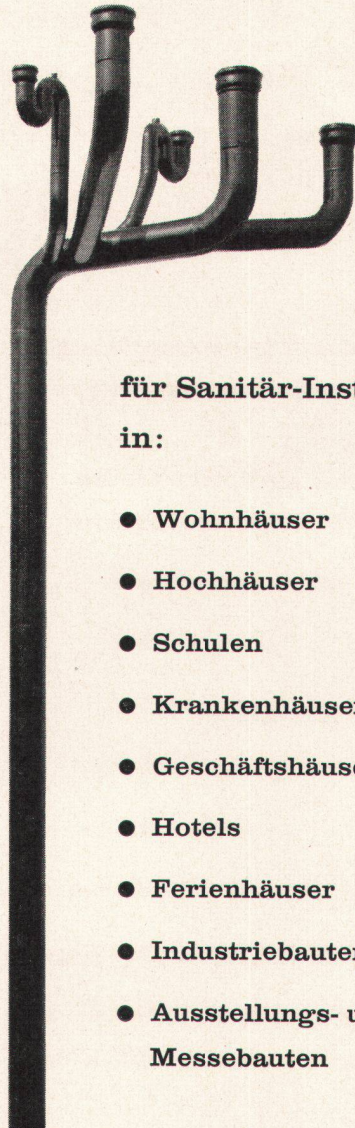 für Sanitär-Inst
in:
● Wohnhäuser
● Hochhäuser
● Schulen
● Krankenhäuser
● Geschäftshäuse
● Hotels
● Ferienhäuser
● Industriebauten
● Ausstellungs- u
Messebauten